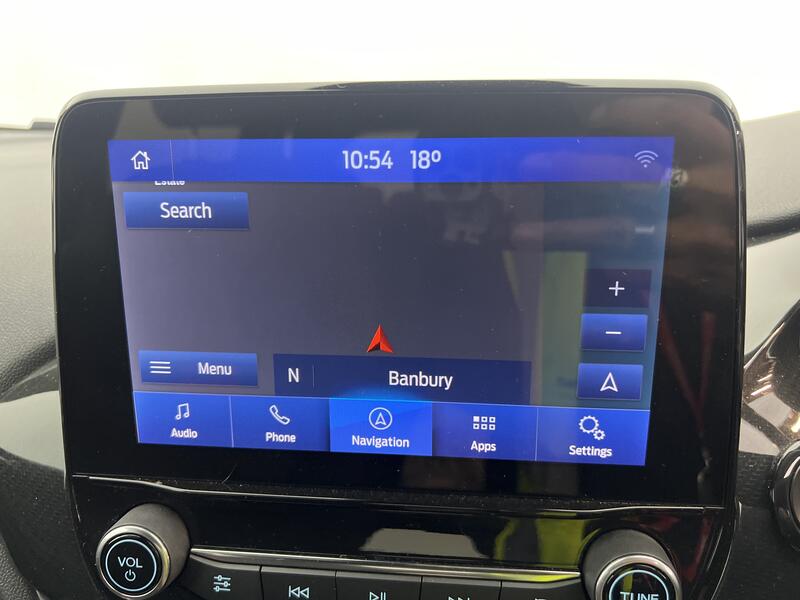 10:54 18º
Estate
Search
Menu
N Banbury
Audio Phone Navigation Apps Settings
VOL
TUNE